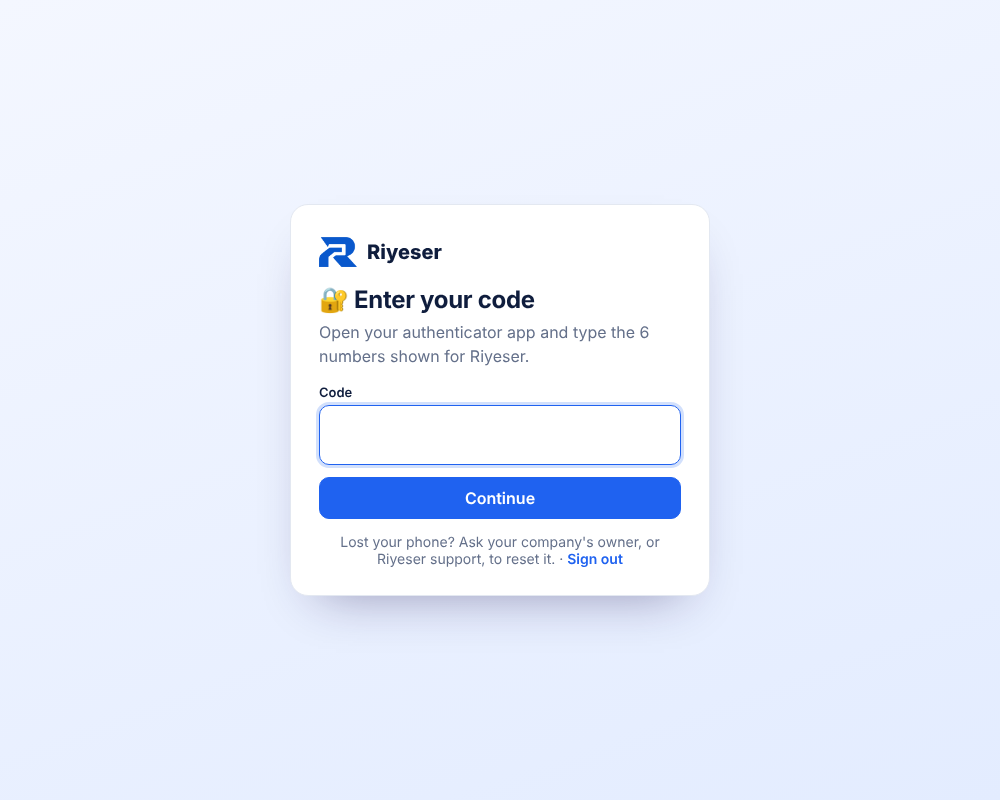 Riyeser
🔐 Enter your code
Open your authenticator app and type the 6
numbers shown for Riyeser.
Code
Continue
Lost your phone? Ask your company's owner, or
Riyeser support, to reset it. · Sign out